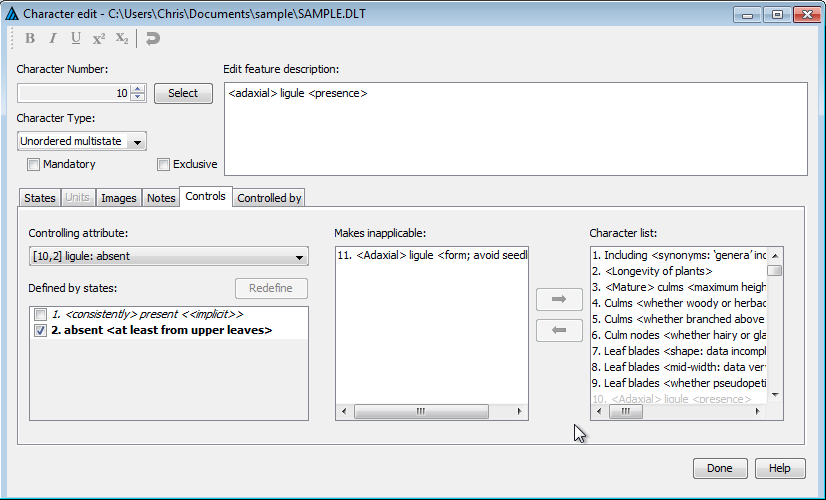 Character edit - C:\Users\Chris\Documents\sample\SAMPLE.DLT
B I U x² x₂
Character Number:
10
Select
Character Type:
Unordered multistate
Mandatory
Exclusive
Edit feature description:
<adaxial> ligule <presence>
States Units Images Notes Controls Controlled by
Controlling attribute:
[10,2] ligule: absent
Defined by states:
Redefine
1. <consistently> present <<implicit>>
2. absent <at least from upper leaves>
Makes inapplicable:
11. <Adaxial> ligule <form; avoid seedl
Character list:
1. Including <synonyms: ‘genera’ inc
2. <Longevity of plants>
3. <Mature> culms <maximum heigh
4. Culms <whether woody or herbac
5. Culms <whether branched above
6. Culm nodes <whether hairy or gla
7. Leaf blades <shape: data incompl
8. Leaf blades <mid-width: data ver
9. Leaf blades <whether pseudopeti
10. <Adaxial> ligule <presence>
Done
Help